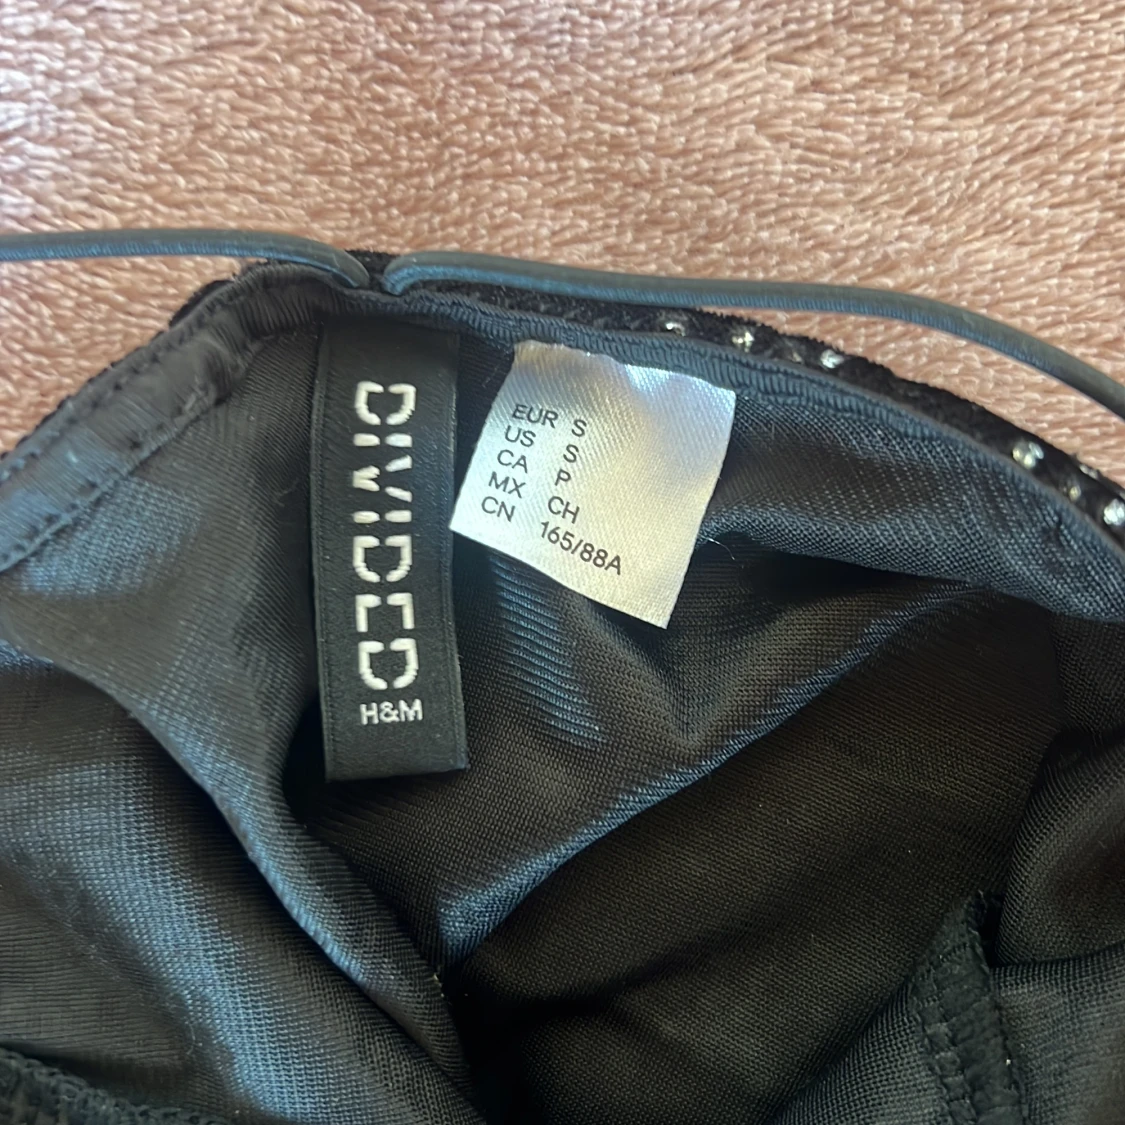 DIVIDED
H&M
EUR S
US S
CA P
MX CH
CN 165/88A